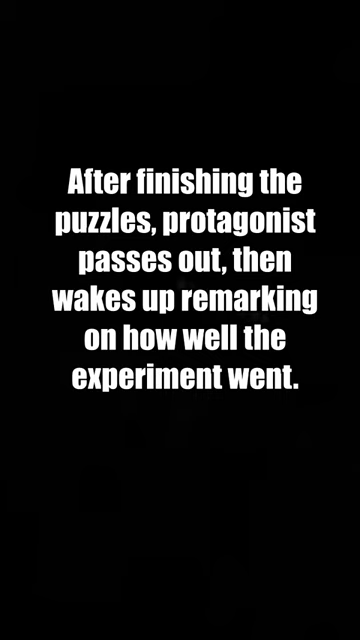 After finishing the
puzzles, protagonist
passes out, then
wakes up remarking
on how well the
experiment went.